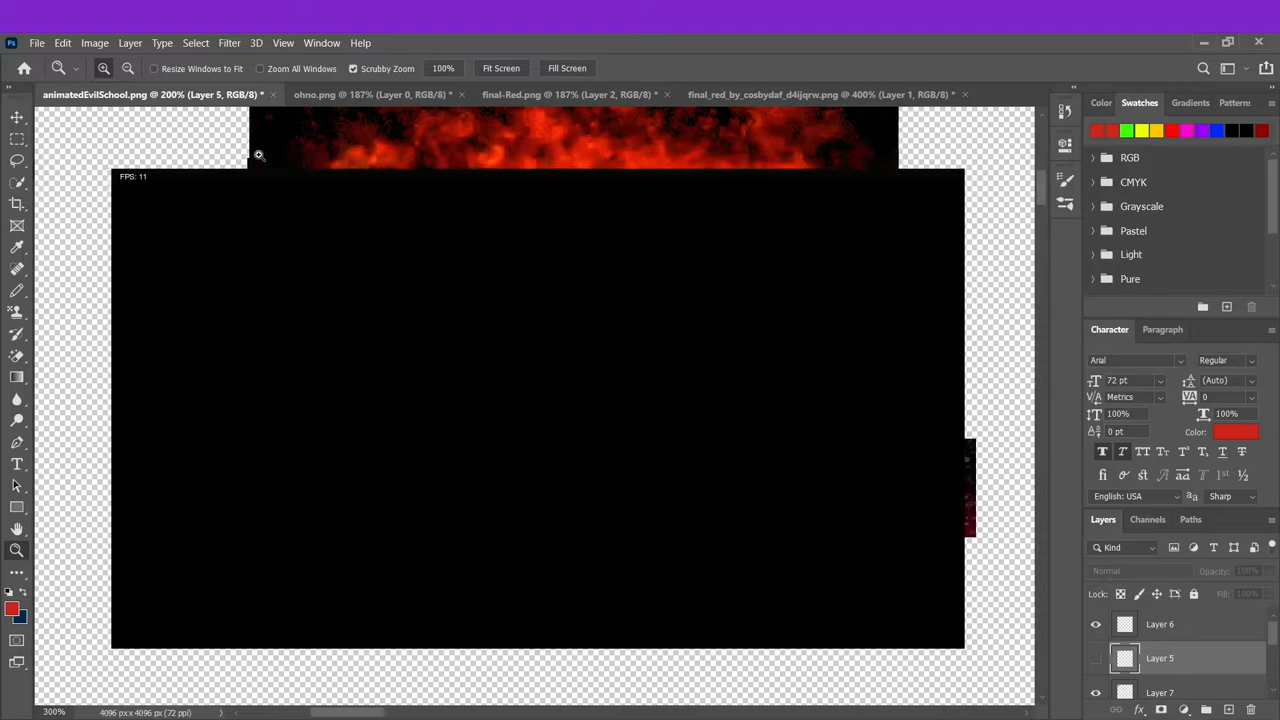 File Edit Image Layer Type Select Filter 3D View Window Help
Resize Windows to Fit Zoom All Windows Scrubby Zoom 100% Fit Screen Fill Screen
animatedEvilSchool.png @ 200% (Layer 5, RGB/8) * ohno.png @ 187% (Layer 0, RGB/8) * final-Red.png @ 187% (Layer 2, RGB/8) * final_red_by_cosbydaf_d4ijqrw.png @ 400% (Layer 1, RGB/8) *
FPS: 11
Color Swatches Gradients Patterns
RGB
CMYK
Grayscale
Pastel
Light
Pure
Character Paragraph
Arial Regular
72 pt (Auto)
Metrics 0
100% 100%
0 pt Color:
English: USA Sharp
Layers Channels Paths
Kind
Normal Opacity: 100%
Lock: Fill: 100%
Layer 6
Layer 5
Layer 7
300% 4096 px x 4096 px (72 ppi)